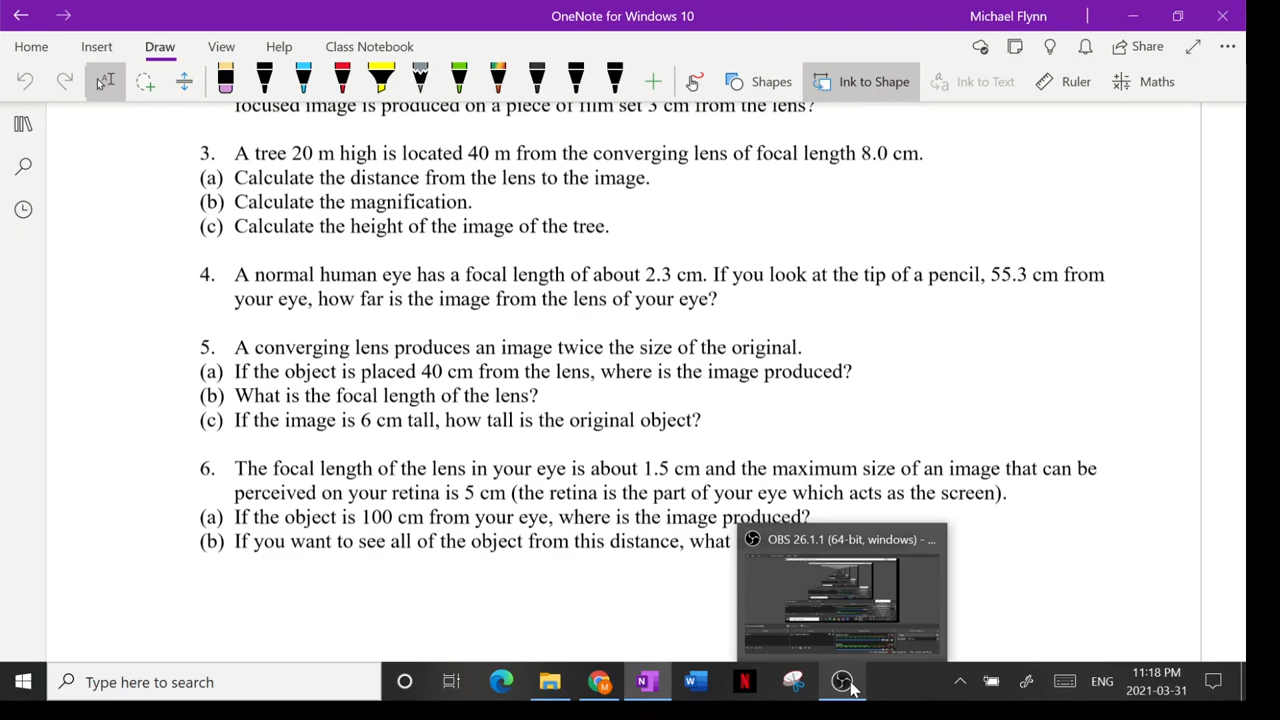 OneNote for Windows 10
Michael Flynn
Home Insert Draw View Help Class Notebook
Share
Shapes Ink to Shape Ink to Text Ruler Maths
focused image is produced on a piece of film set 3 cm from the lens?
3. A tree 20 m high is located 40 m from the converging lens of focal length 8.0 cm.
(a) Calculate the distance from the lens to the image.
(b) Calculate the magnification.
(c) Calculate the height of the image of the tree.
4. A normal human eye has a focal length of about 2.3 cm. If you look at the tip of a pencil, 55.3 cm from
your eye, how far is the image from the lens of your eye?
5. A converging lens produces an image twice the size of the original.
(a) If the object is placed 40 cm from the lens, where is the image produced?
(b) What is the focal length of the lens?
(c) If the image is 6 cm tall, how tall is the original object?
6. The focal length of the lens in your eye is about 1.5 cm and the maximum size of an image that can be
perceived on your retina is 5 cm (the retina is the part of your eye which acts as the screen).
(a) If the object is 100 cm from your eye, where is the image produced?
(b) If you want to see all of the object from this distance, what
OBS 26.1.1 (64-bit, windows) - ...
Type here to search
ENG
11:18 PM
2021-03-31